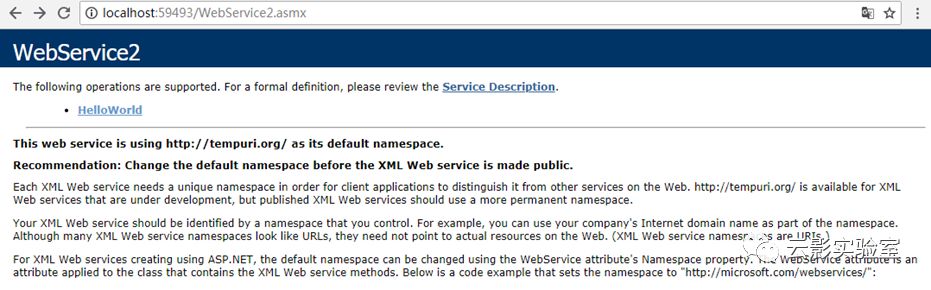 localhost:59493/WebService2.asmx
WebService2
The following operations are supported. For a formal definition, please review the Service Description.
• HelloWorld
This web service is using http://tempuri.org/ as its default namespace.
Recommendation: Change the default namespace before the XML Web service is made public.
Each XML Web service needs a unique namespace in order for client applications to distinguish it from other services on the Web. http://tempuri.org/ is available for XML
Web services that are under development, but published XML Web services should use a more permanent namespace.
Your XML Web service should be identified by a namespace that you control. For example, you can use your company's Internet domain name as part of the namespace.
Although many XML Web service namespaces look like URLs, they need not point to actual resources on the Web. (XML Web service namespaces are URIs.)
云影实验室
For XML Web services creating using ASP.NET, the default namespace can be changed using the WebService attribute's Namespace property. The WebService attribute is an
attribute applied to the class that contains the XML Web service methods. Below is a code example that sets the namespace to "http://microsoft.com/webservices/":